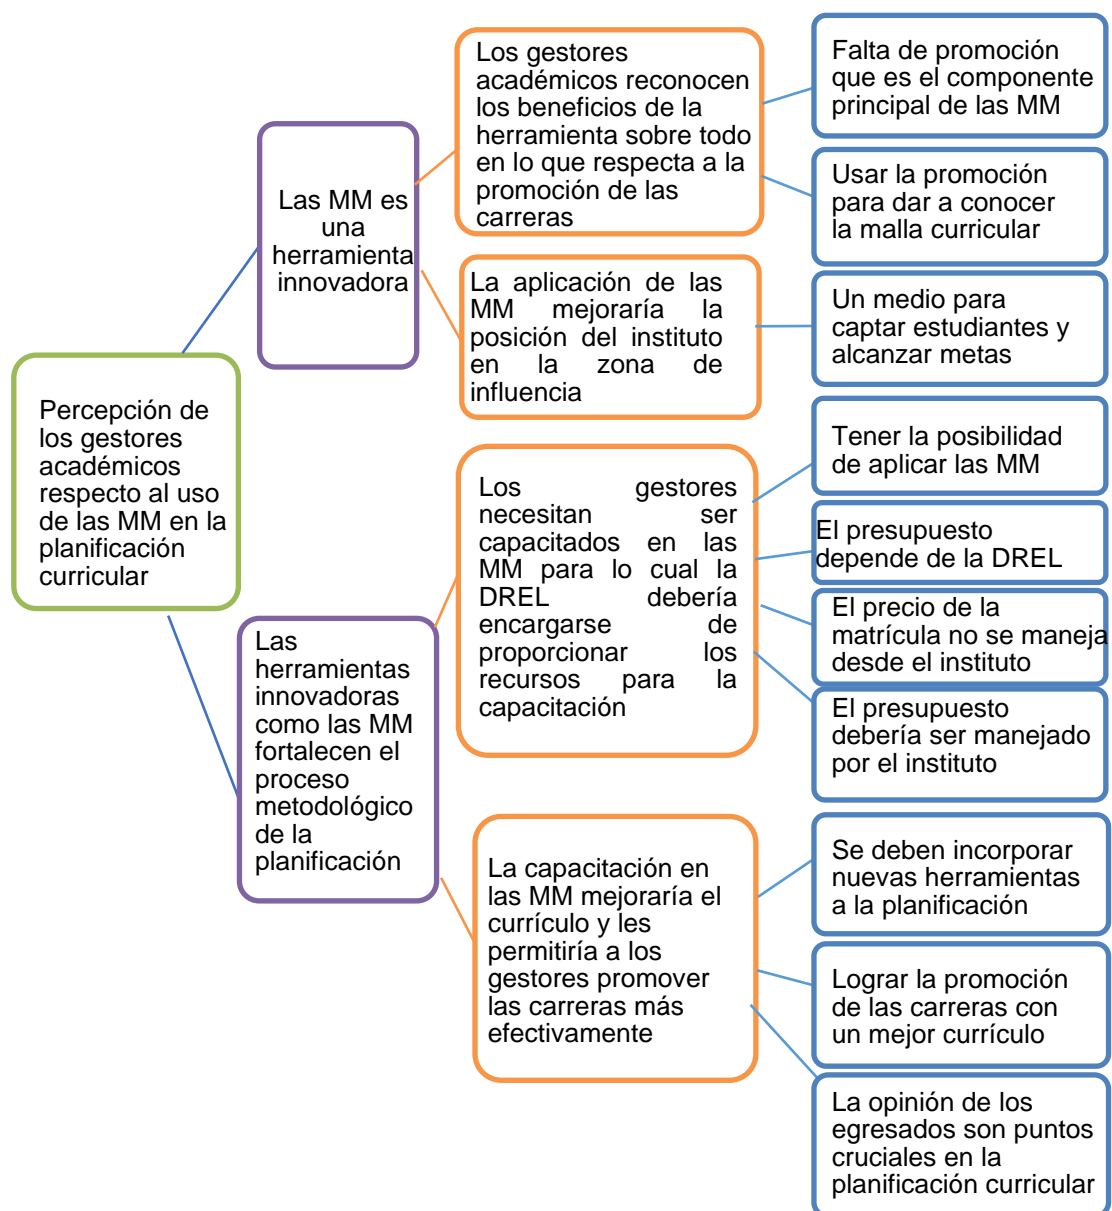 Percepción de
los gestores
académicos
respecto al uso
de las MM en la
planificación
curricular
Las MM es
una
herramienta
innovadora
Las
herramientas
innovadoras
como las MM
fortalecen el
proceso
metodológico
de la
planificación
Los gestores
académicos reconocen
los beneficios de la
herramienta sobre todo
en lo que respecta a la
promoción de las
carreras
La aplicación de las
MM mejoraría la
posición del instituto
en la zona de
influencia
Los gestores
necesitan ser
capacitados en las
MM para lo cual la
DREL debería
encargarse de
proporcionar los
recursos para la
capacitación
La capacitación en
las MM mejoraría el
currículo y les
permitiría a los
gestores promover
las carreras más
efectivamente
Falta de promoción
que es el componente
principal de las MM
Usar la promoción
para dar a conocer
la malla curricular
Un medio para
captar estudiantes y
alcanzar metas
Tener la posibilidad
de aplicar las MM
El presupuesto
depende de la DREL
El precio de la
matrícula no se maneja
desde el instituto
El presupuesto
debería ser manejado
por el instituto
Se deben incorporar
nuevas herramientas
a la planificación
Lograr la promoción
de las carreras con
un mejor currículo
La opinión de los
egresados son puntos
cruciales en la
planificación curricular